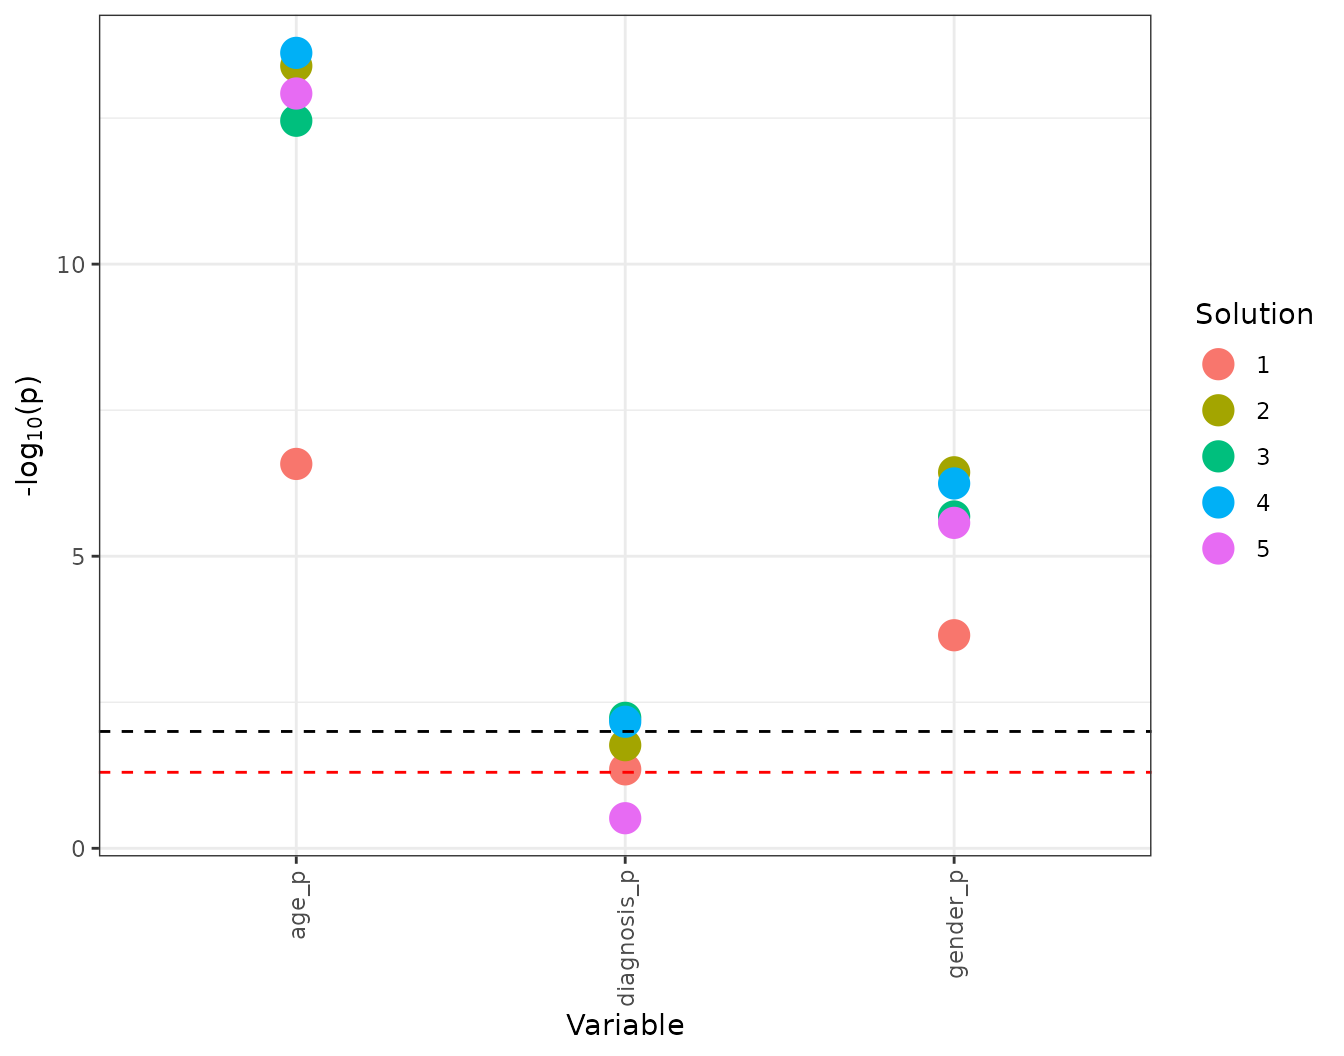 10
5
0
-log10(p)
age_p
diagnosis_p
gender_p
Variable
Solution
1
2
3
4
5